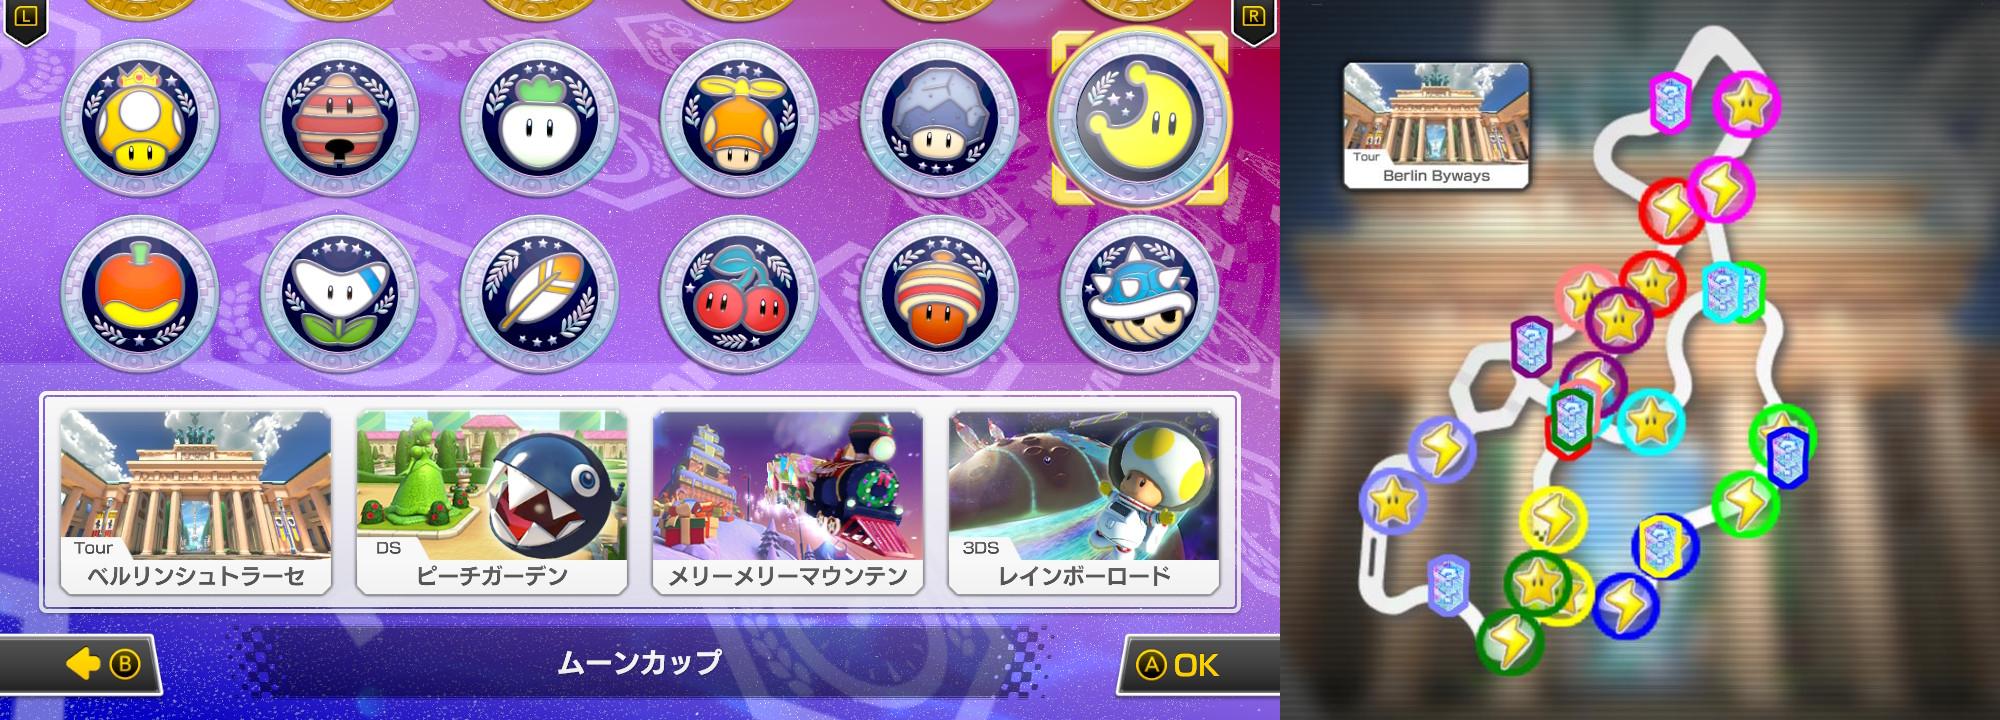 L
R
Tour
ベルリンシュトラーセ
DS
ピーチガーデン
メリーメリーマウンテン
3DS
レインボーロード
B
ムーンカップ
A OK
Tour
Berlin Byways